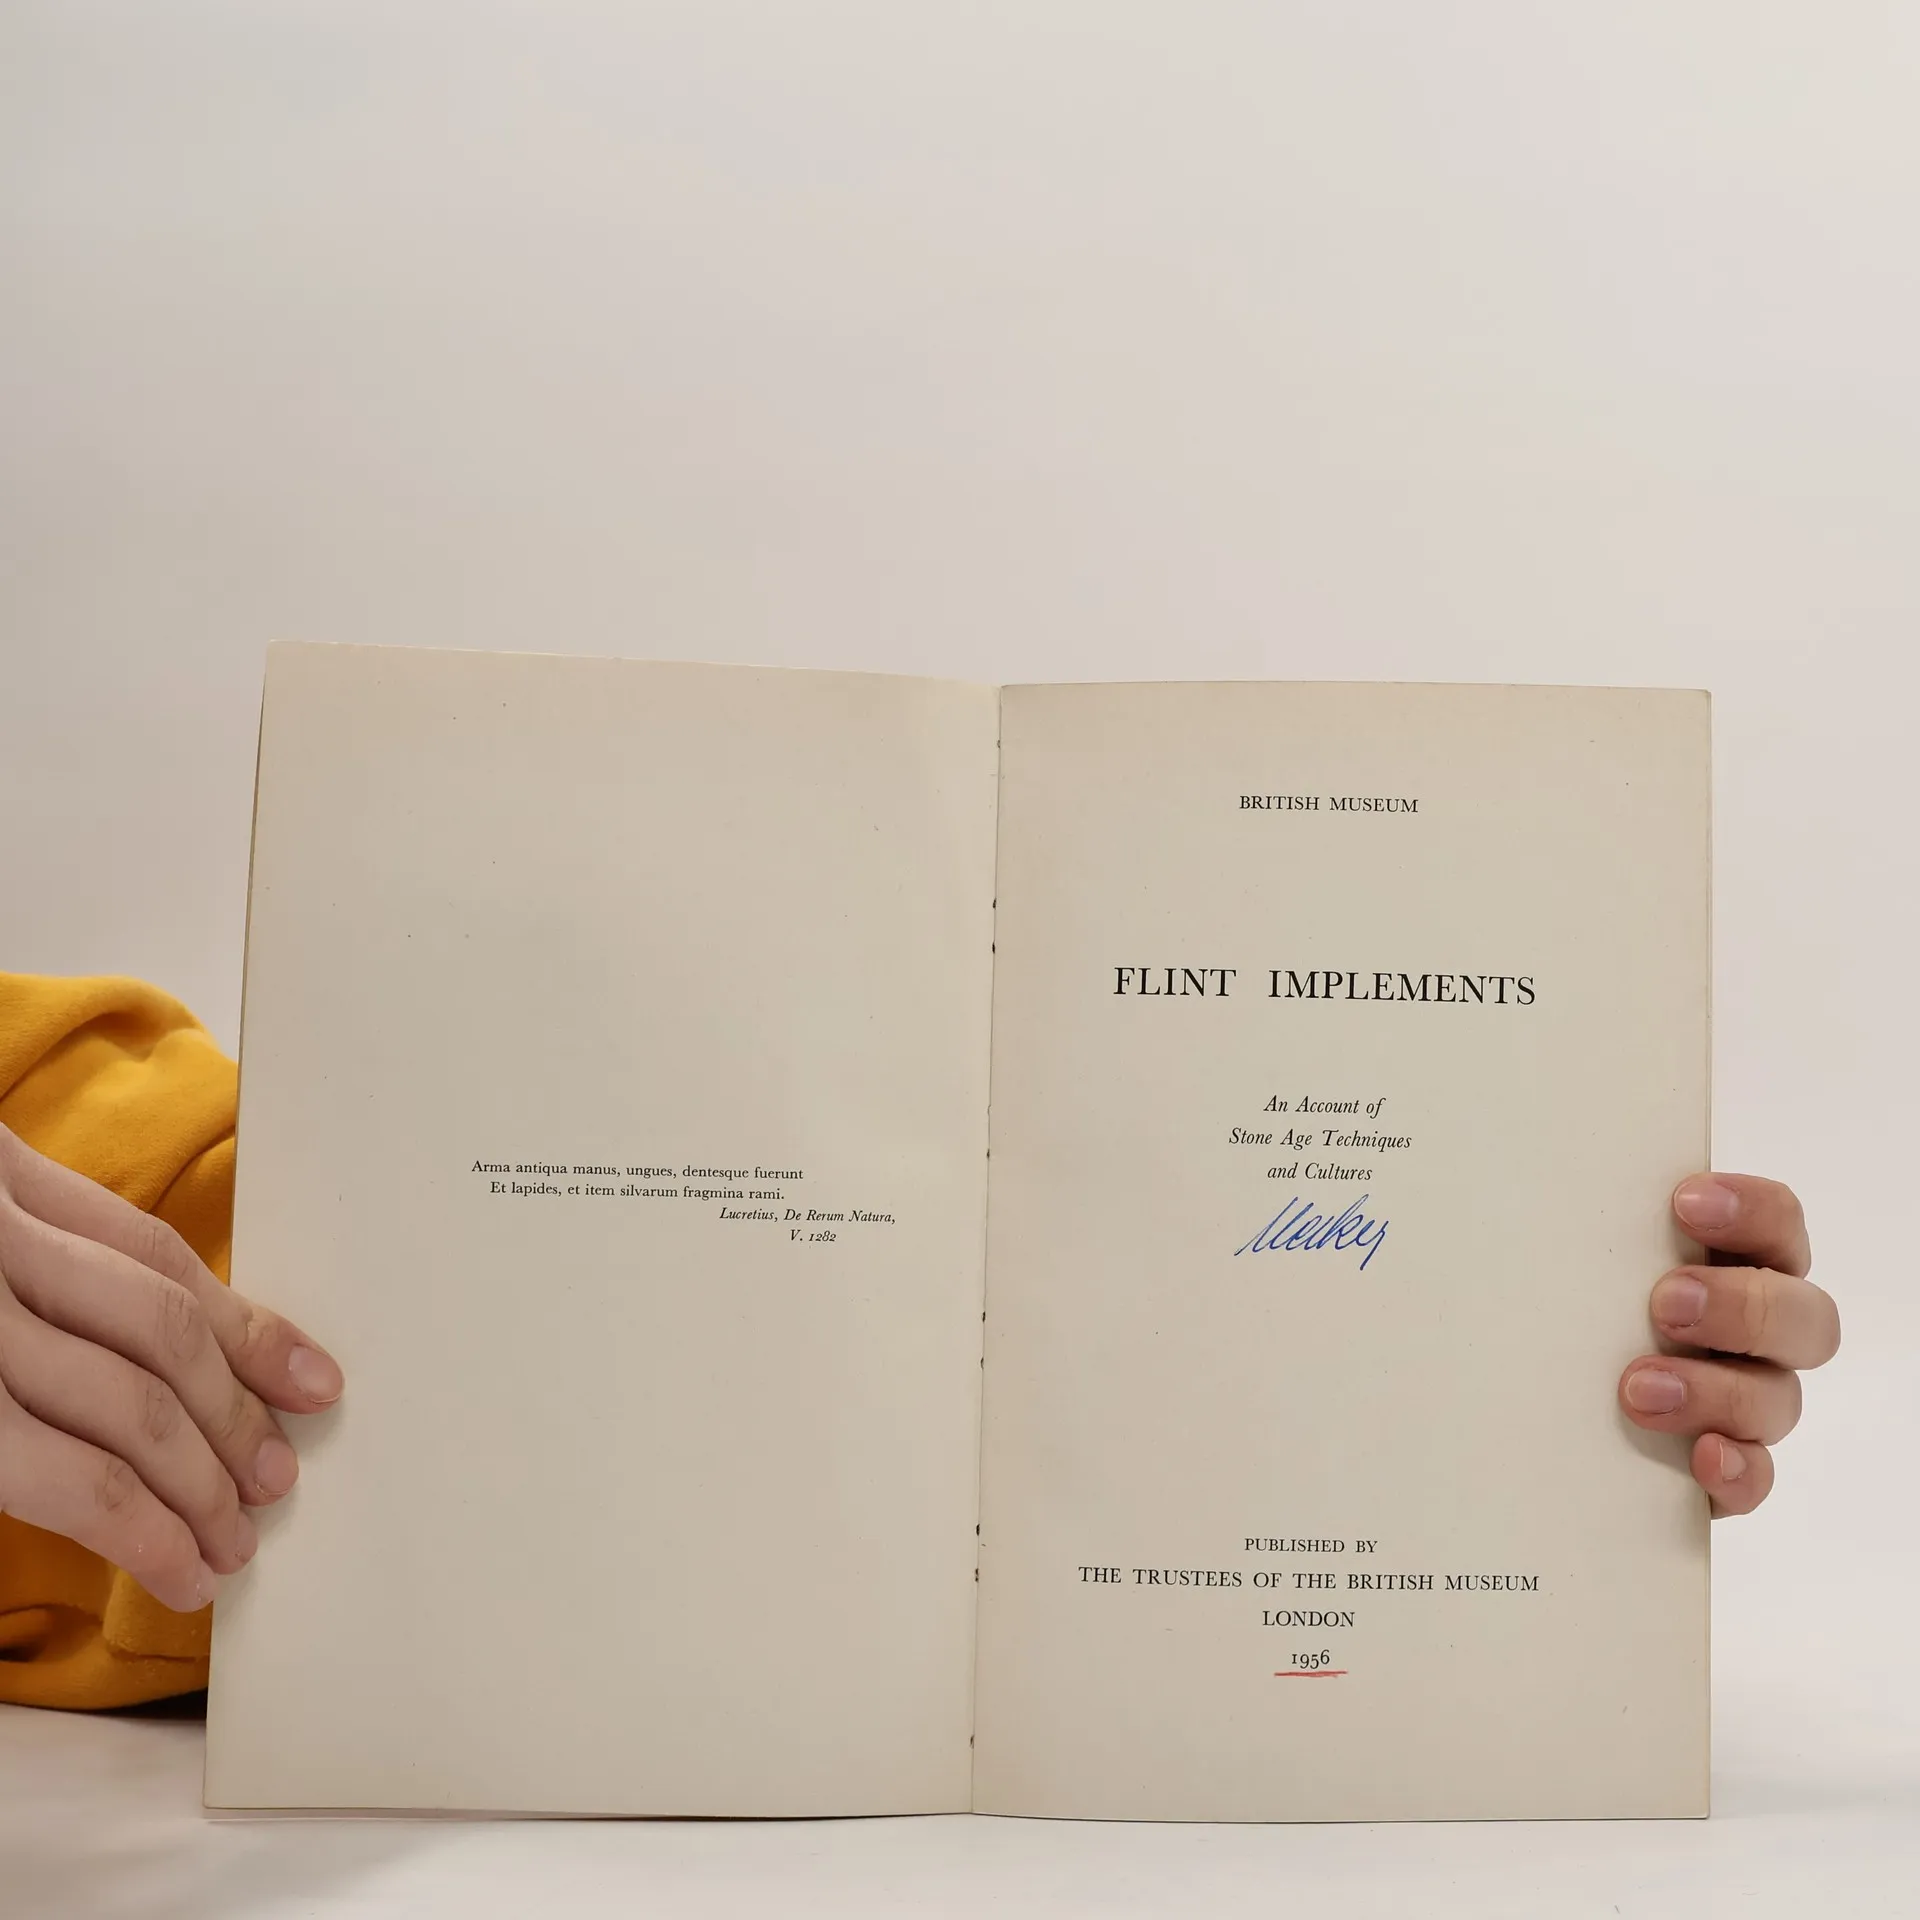 Arma antiqua manus, ungues, dentesque fuerunt
Et lapides, et item silvarum fragmina rami.
Lucretius, De Rerum Natura,
V. 1282
BRITISH MUSEUM
FLINT IMPLEMENTS
An Account of
Stone Age Techniques
and Cultures
PUBLISHED BY
THE TRUSTEES OF THE BRITISH MUSEUM
LONDON
1956